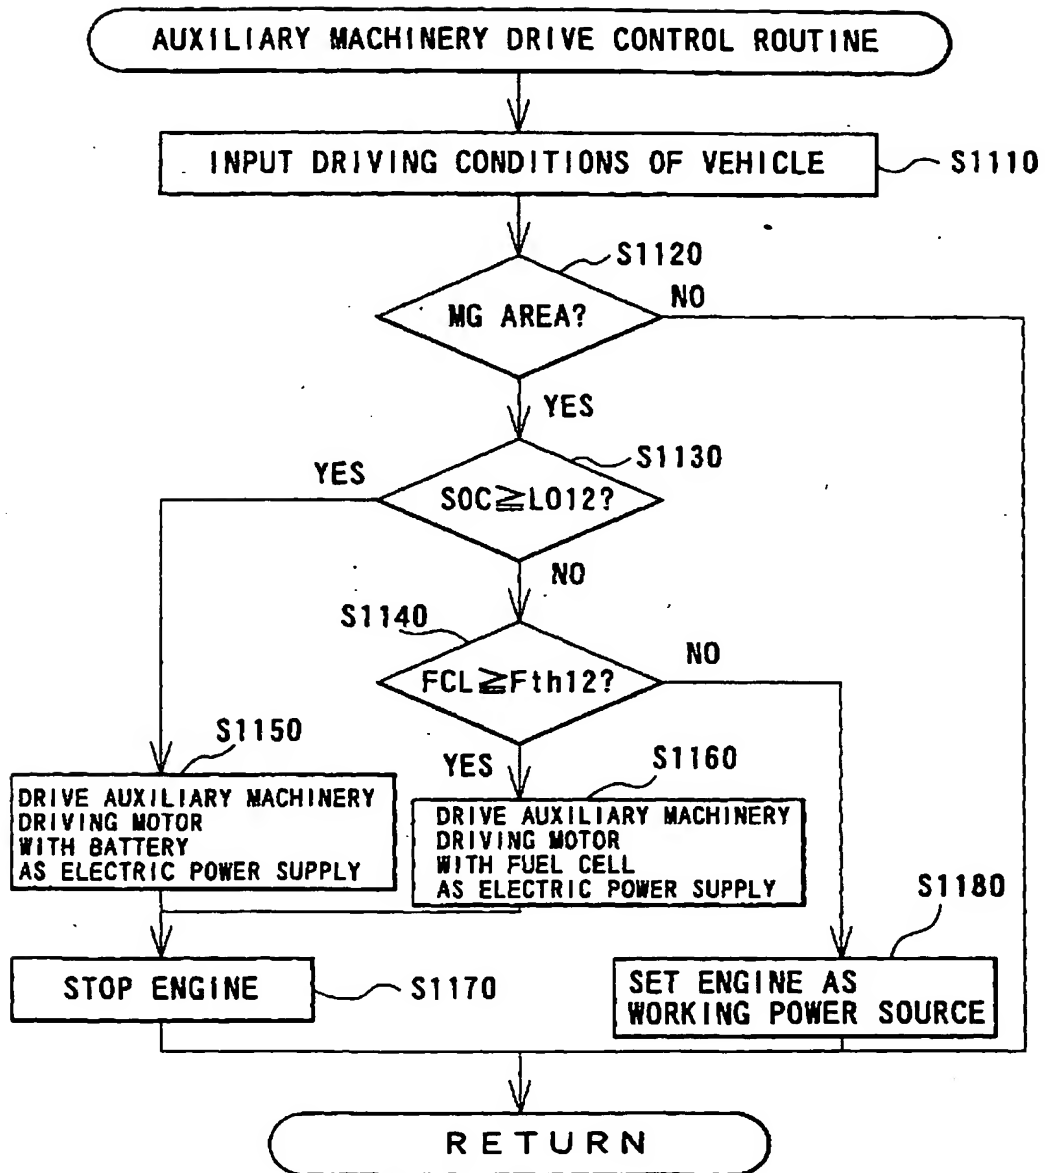 AUXILIARY MACHINERY DRIVE CONTROL ROUTINE
INPUT DRIVING CONDITIONS OF VEHICLE
S1110
S1120
MG AREA?
NO
YES
S1130
YES
SOC≧LO12?
NO
S1140
FCL≧Fth12?
NO
S1150
YES
S1160
DRIVE AUXILIARY MACHINERY
DRIVING MOTOR
WITH BATTERY
AS ELECTRIC POWER SUPPLY
DRIVE AUXILIARY MACHINERY
DRIVING MOTOR
WITH FUEL CELL
AS ELECTRIC POWER SUPPLY
S1180
STOP ENGINE
S1170
SET ENGINE AS
WORKING POWER SOURCE
RETURN